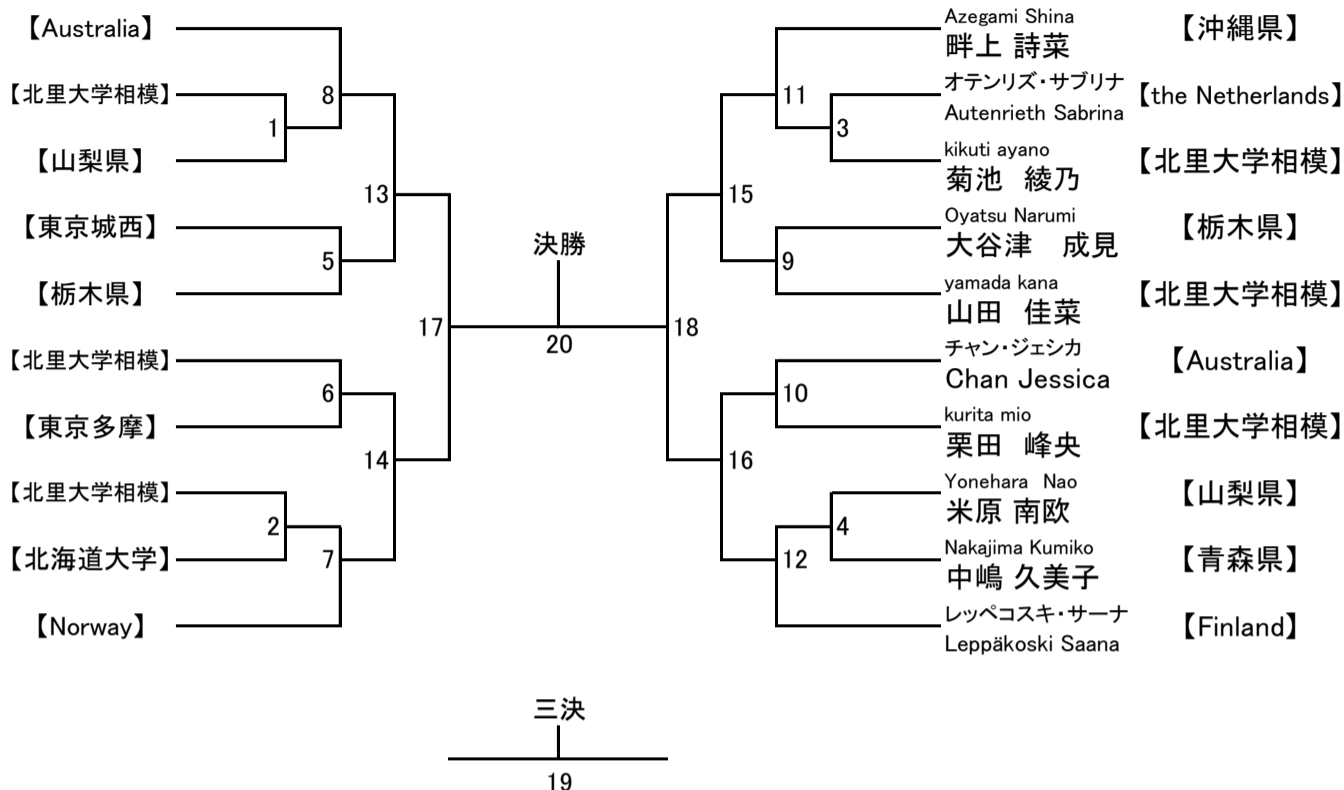 【Australia】
【北里大学相模】
【山梨県】
【東京城西】
【栃木県】
【北里大学相模】
【東京多摩】
【北里大学相模】
【北海道大学】
【Norway】
8
1
13
5
17
6
14
2
7
決勝
20
三決
19
11
3
15
9
18
10
16
4
12
Azegami Shina
畔上 詩菜 【沖縄県】
オテンリズ・サブリナ
Autenrieth Sabrina 【the Netherlands】
kikuti ayano
菊池 綾乃 【北里大学相模】
Oyatsu Narumi
大谷津 成見 【栃木県】
yamada kana
山田 佳菜 【北里大学相模】
チャン・ジェシカ
Chan Jessica 【Australia】
kurita mio
栗田 峰央 【北里大学相模】
Yonehara Nao
米原 南欧 【山梨県】
Nakajima Kumiko
中嶋 久美子 【青森県】
レッペコスキ・サーナ
Leppäkoski Saana 【Finland】